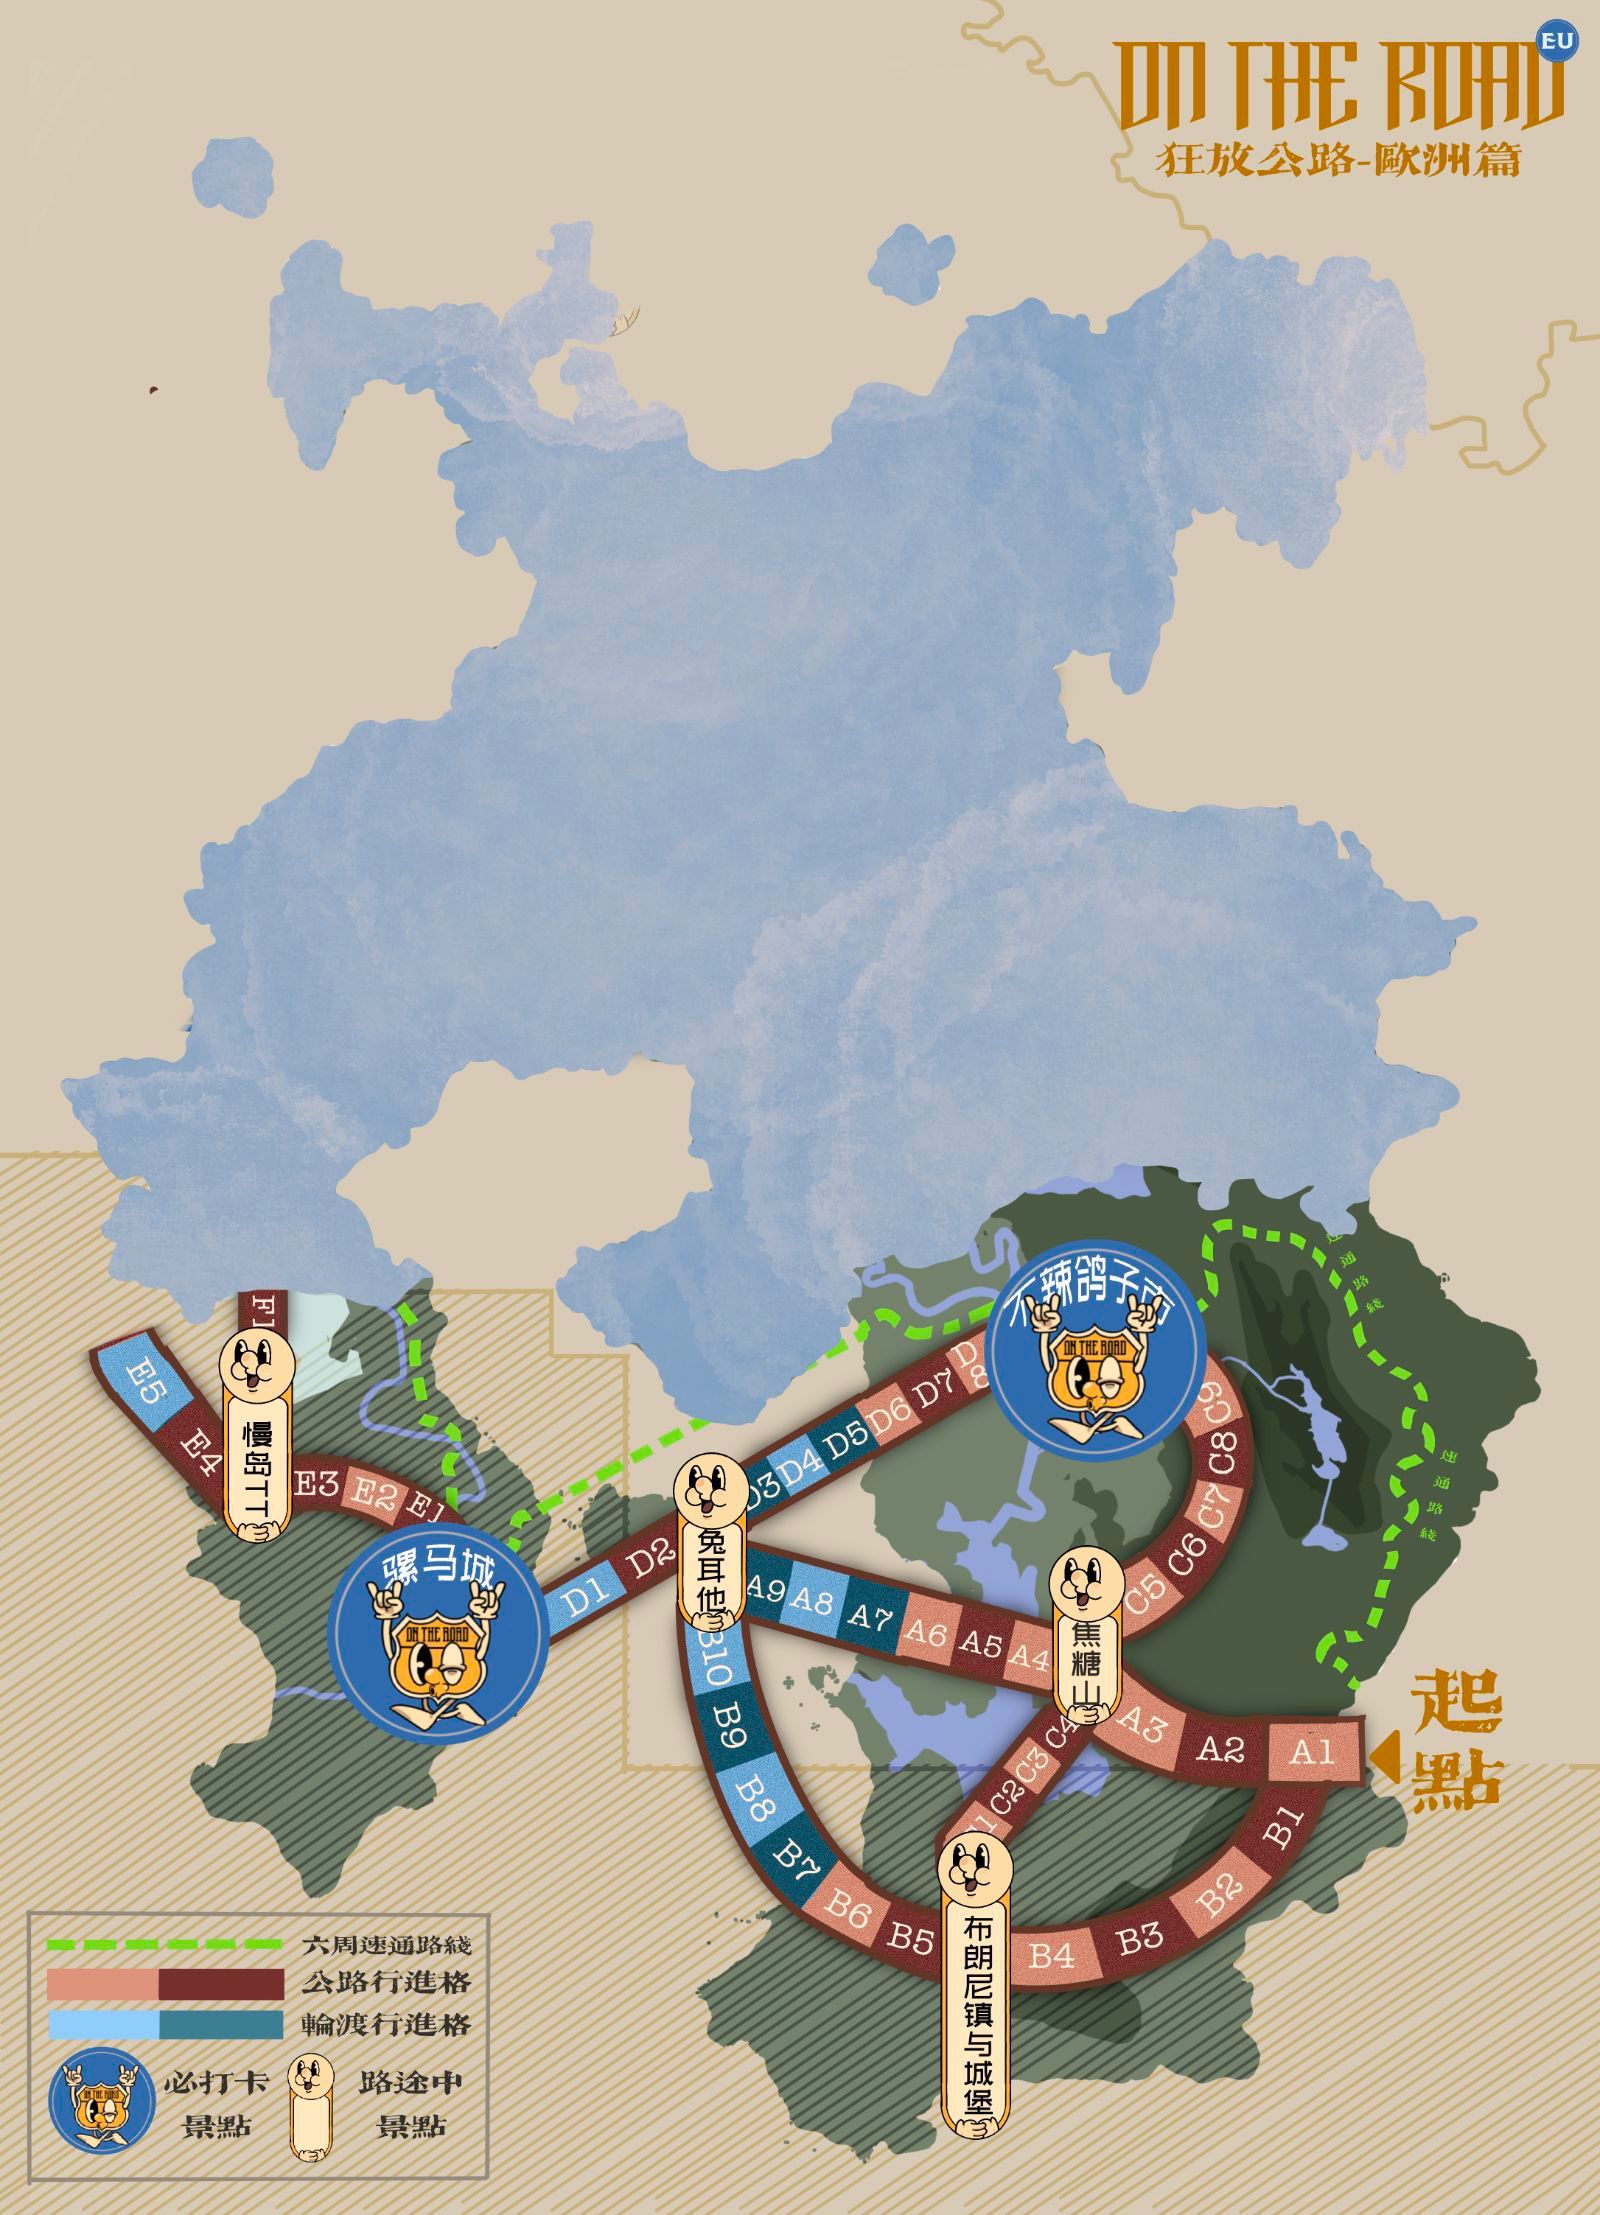 EU
ON THE ROAD
狂放公路-歐洲篇
速通路綫
不辣鸽子市
ON THE ROAD
F1
E5
E4
慢岛TT
E3
E2
E1
骡马城
ON THE ROAD
D1
D2
兔耳他
D3
D4
D5
D6
D7
D8
C9
C8
C7
C6
C5
速通路綫
A9
A8
A7
A6
A5
A4
焦糖山
A3
A2
A1
起點
C4
C3
C2
C1
B10
B9
B8
B7
B6
B5
布朗尼镇与城堡
B4
B3
B2
B1
六周速通路綫
公路行進格
輪渡行進格
ON THE ROAD
必打卡
景點
路途中
景點